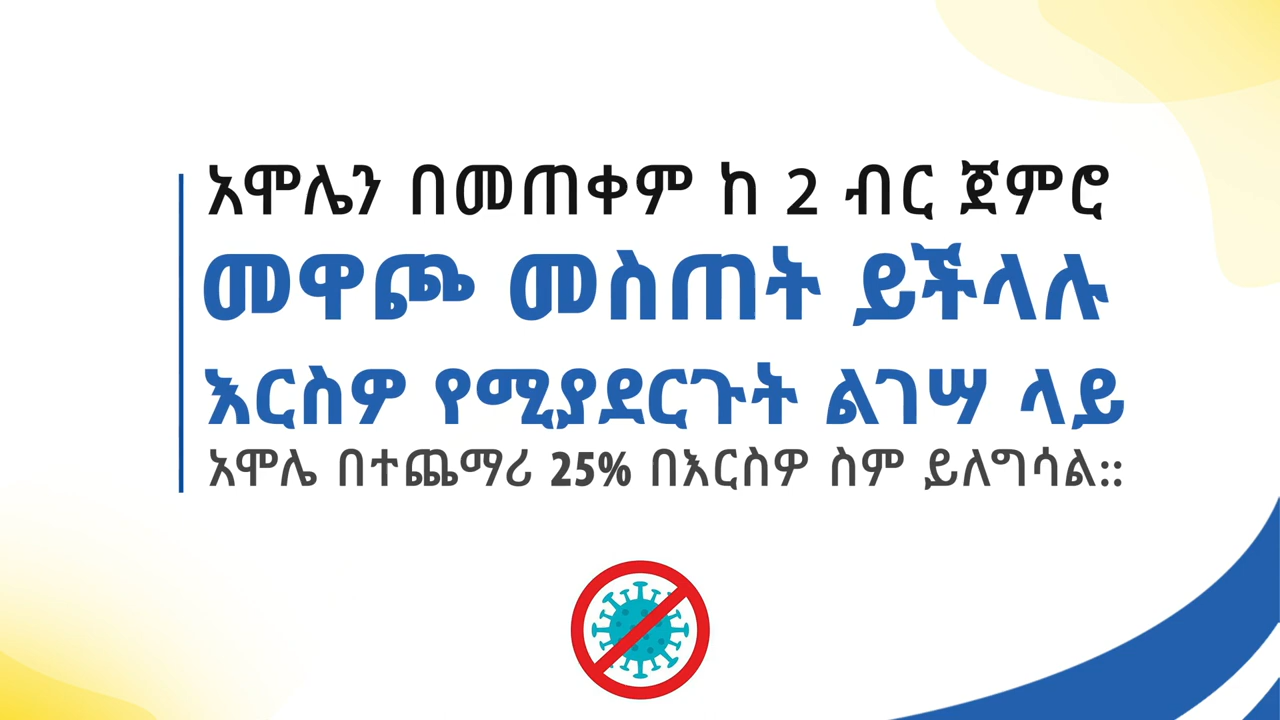 አሞሌን በመጠቀም ከ 2 ብር ጀምሮ
መዋጮ መስጠት ይችላሉ
እርስዎ የሚያደርጉት ልገሣ ላይ
አሞሌ በተጨማሪ 25% በእርስዎ ስም ይለግሳል፡፡